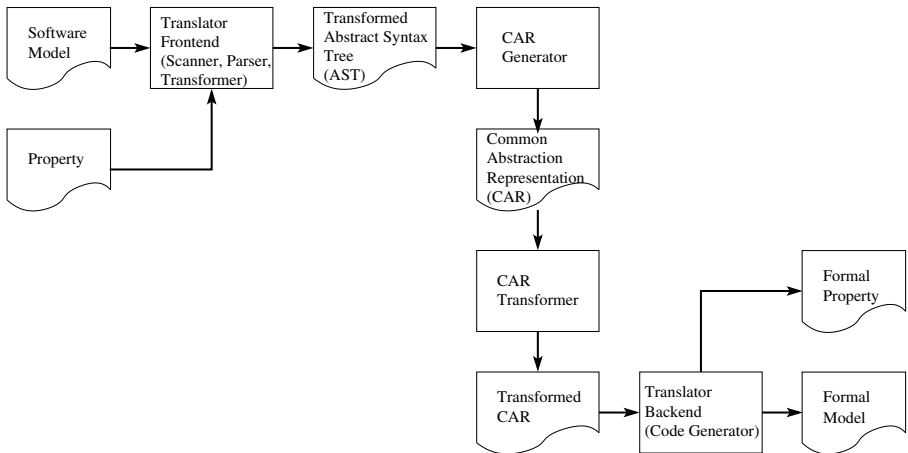 Software
Model
Translator
Frontend
(Scanner, Parser,
Transformer)
Transformed
Abstract Syntax
Tree
(AST)
CAR
Generator
Property
Common
Abstraction
Representation
(CAR)
CAR
Transformer
Formal
Property
Transformed
CAR
Translator
Backend
(Code Generator)
Formal
Model